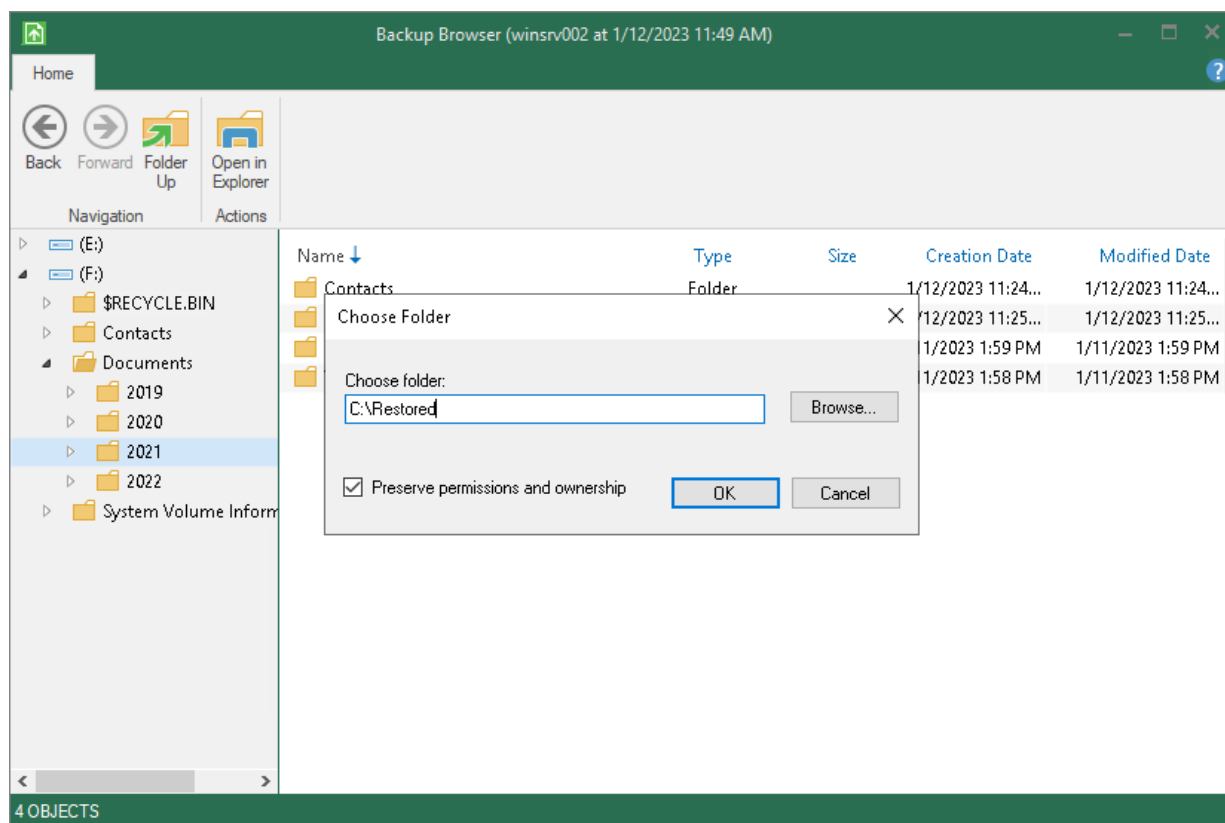 Backup Browser (winsrv002 at 1/12/2023 11:49 AM)
Home
?
Back
Forward
Folder Up
Open in Explorer
Navigation
Actions
(E:)
(F:)
$RECYCLE.BIN
Contacts
Documents
2019
2020
2021
2022
System Volume Inform
Name Type Size Creation Date Modified Date
Contacts Folder 1/12/2023 11:24... 1/12/2023 11:24...
/12/2023 11:25... 1/12/2023 11:25...
1/2023 1:59 PM 1/11/2023 1:59 PM
1/2023 1:58 PM 1/11/2023 1:58 PM
Choose Folder
Choose folder:
C:\Restored
Browse...
Preserve permissions and ownership
OK
Cancel
4 OBJECTS